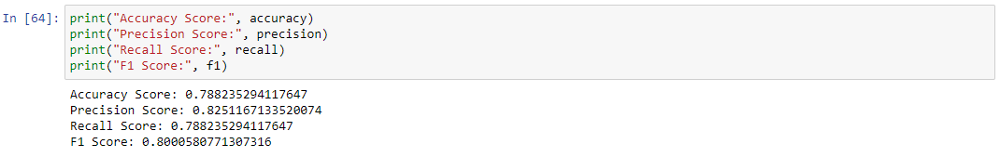 In [64]: print("Accuracy Score:", accuracy)
print("Precision Score:", precision)
print("Recall Score:", recall)
print("F1 Score:", f1)
Accuracy Score: 0.788235294117647
Precision Score: 0.8251167133520074
Recall Score: 0.788235294117647
F1 Score: 0.8000580771307316